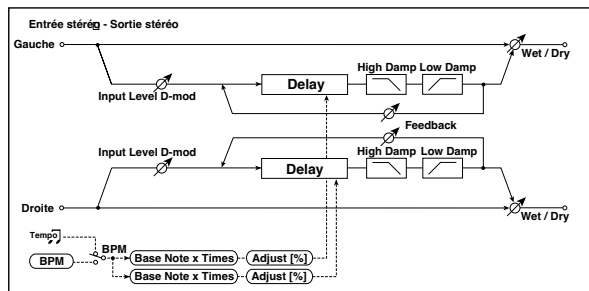 Entrée stéréo - Sortie stéréo
Gauche
Wet / Dry
High Damp Low Damp
Input Level D-mod
Delay
Feedback
Input Level D-mod
Delay
High Damp Low Damp
Droite
Wet / Dry
Tempo
BPM
BPM
Base Note x Times
Adjust [%]
Base Note x Times
Adjust [%]